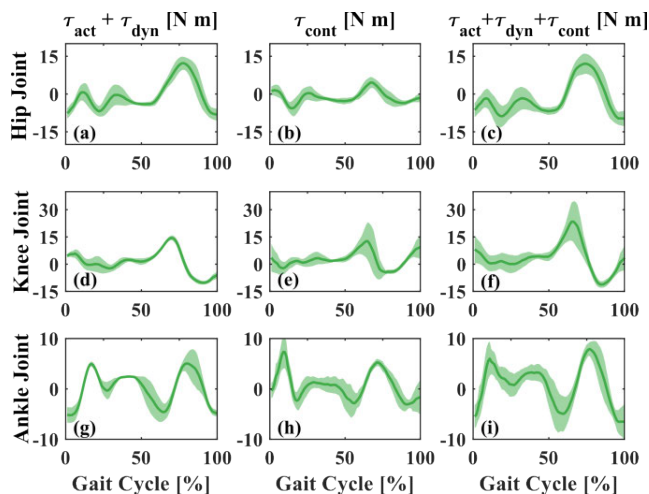 τact + τdyn [N m]
τcont [N m]
τact+τdyn+τcont [N m]
Hip Joint
15
0
-15
(a)
0 50 100
15
0
-15
(b)
0 50 100
15
0
-15
(c)
0 50 100
Knee Joint
30
15
0
-15
(d)
0 50 100
30
15
0
-15
(e)
0 50 100
30
15
0
-15
(f)
0 50 100
Ankle Joint
10
0
-10
(g)
0 50 100
Gait Cycle [%]
10
0
-10
(h)
0 50 100
Gait Cycle [%]
10
0
-10
(i)
0 50 100
Gait Cycle [%]